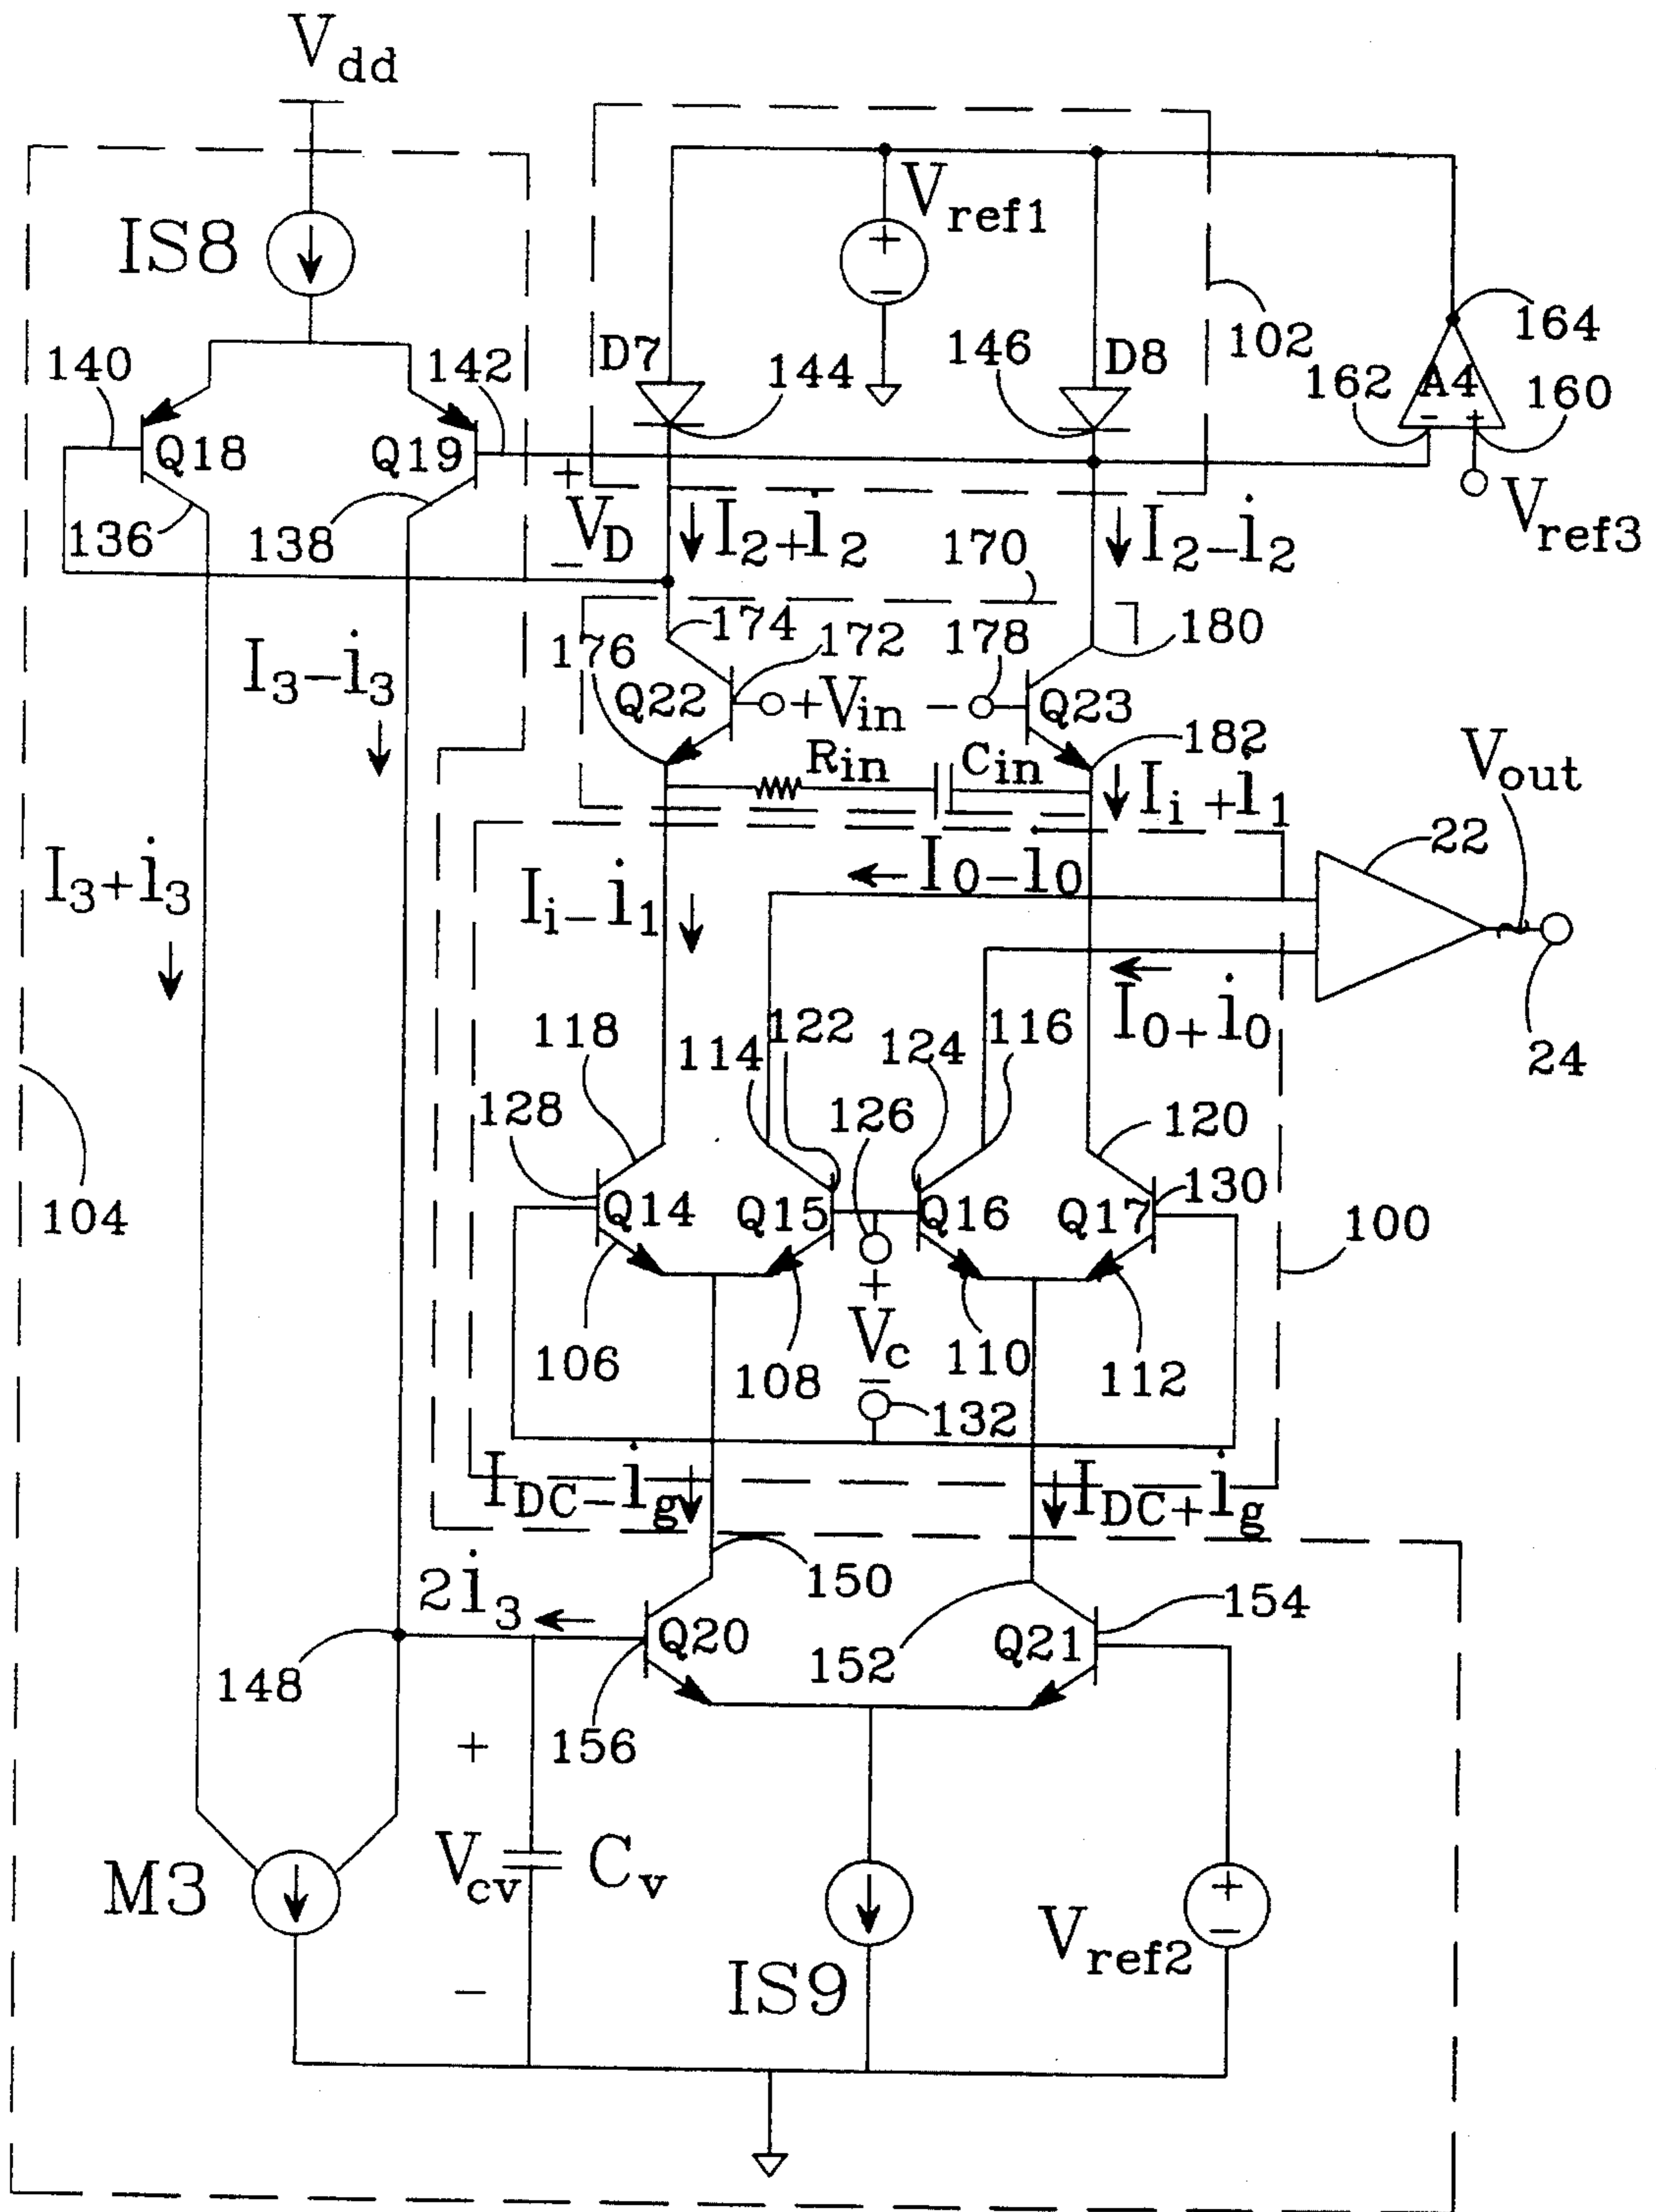 Vdd
IS8
Vref1
102
164
D7
144
146
D8
140
142
162
A4
160
Q18
Q19
+
VD
-
136
138
I2+i2
170
I2-i2
Vref3
I3-i3
176
174
172
178
180
Q22
+Vin -
Q23
182
Rin
Cin
Ii+i1
Vout
22
I3+i3
Ii-i1
I0-i0
I0+i0
24
118
114
122
124
116
128
126
120
104
Q14
Q15
Q16
Q17
130
100
+
Vc
-
106
108
110
112
132
IDC-ig
IDC+ig
2i3
150
154
Q20
Q21
152
148
156
+
Vcv
-
Cv
M3
IS9
Vref2
+
-